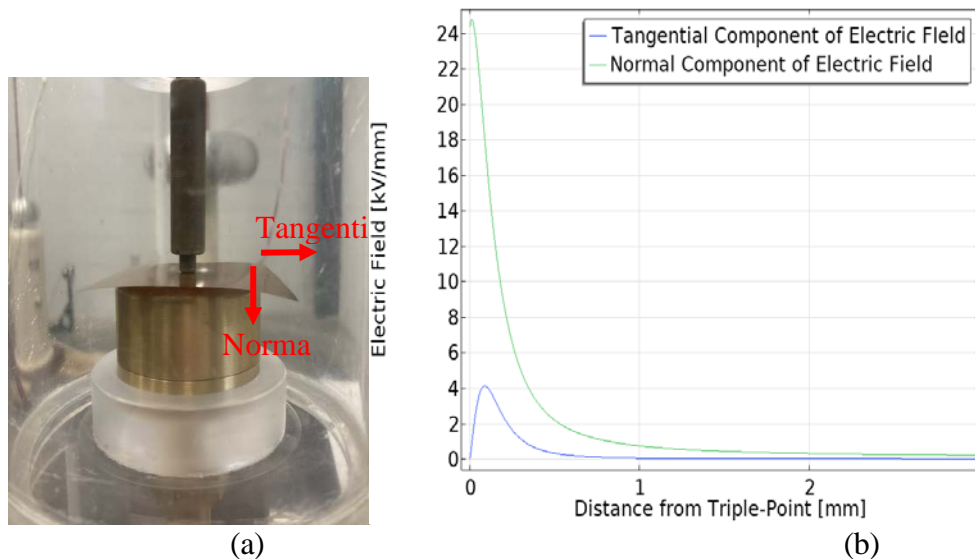 Tangenti
Norma
(a)
Electric Field [kV/mm]
Tangential Component of Electric FIeld
Normal Component of Electric Field
24
22
20
18
16
14
12
10
8
6
4
2
0
0 1 2
Distance from Triple-Point [mm]
(b)